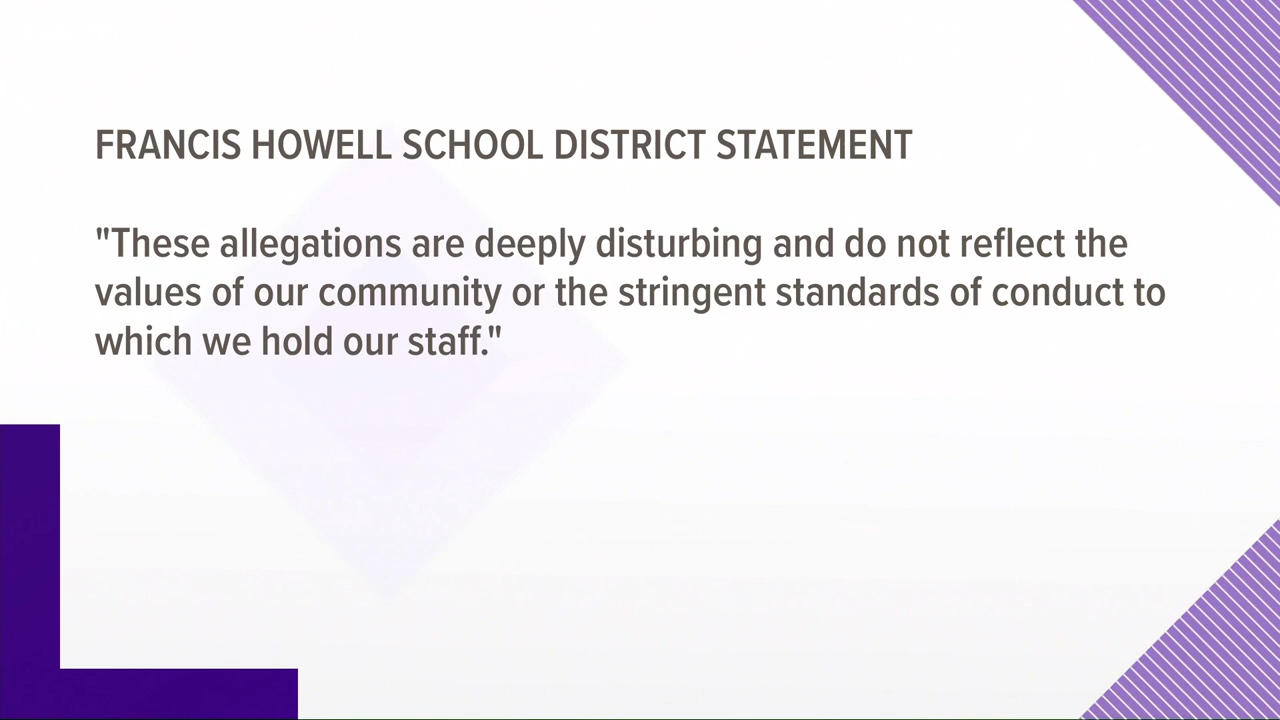 FRANCIS HOWELL SCHOOL DISTRICT STATEMENT
"These allegations are deeply disturbing and do not reflect the
values of our community or the stringent standards of conduct to
which we hold our staff."